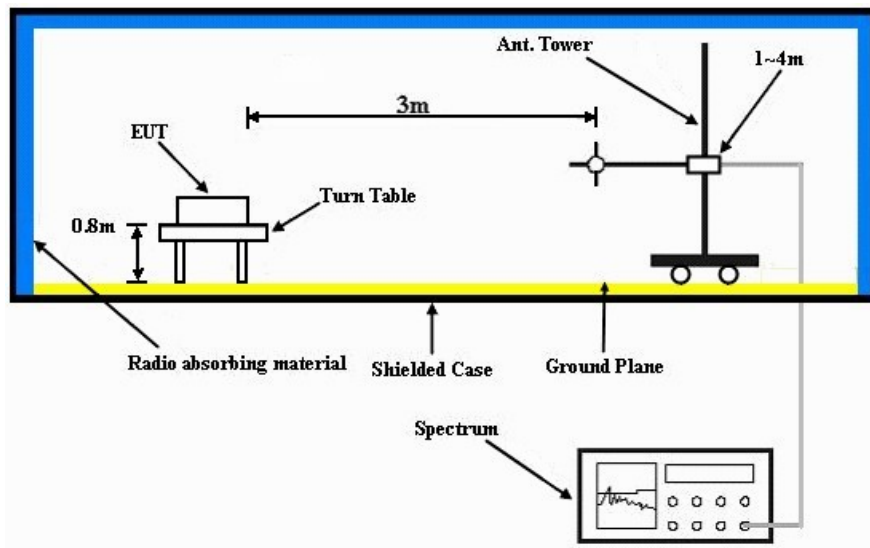 Ant. Tower
1~4m
3m
EUT
Turn Table
0.8m
Radio absorbing material
Shielded Case
Ground Plane
Spectrum